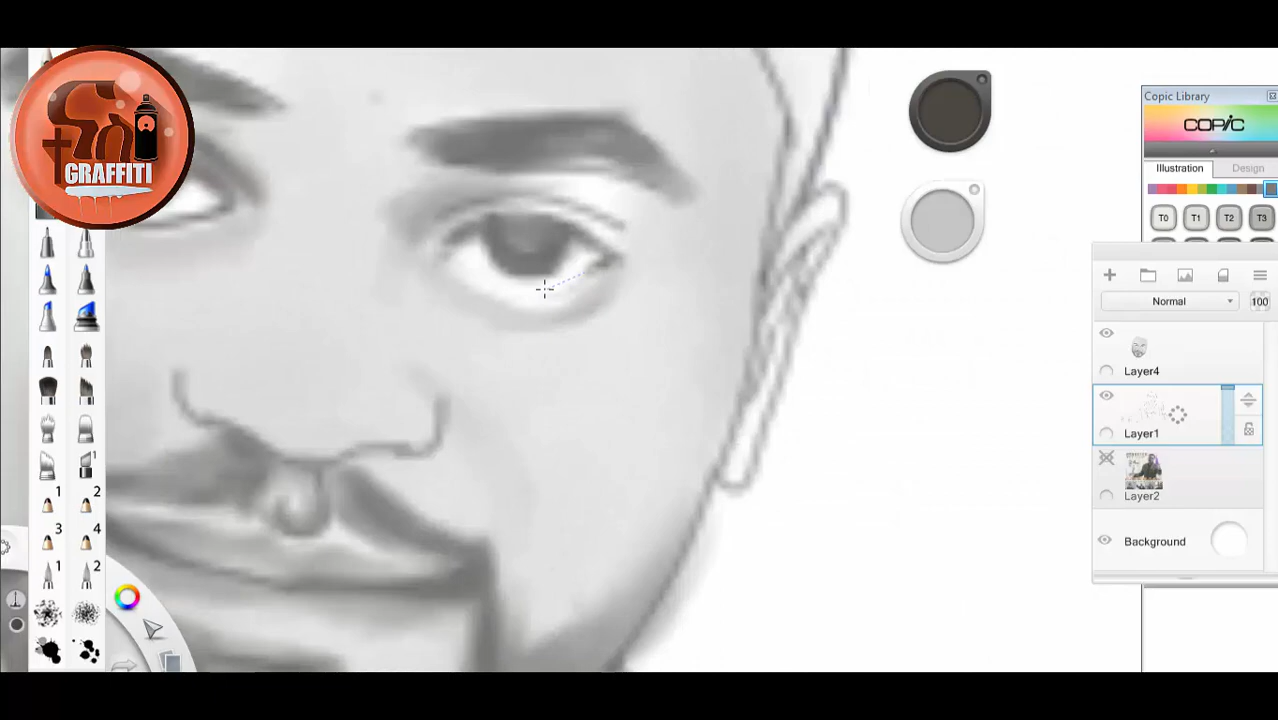 GRAFFITI
Copic Library
COPIC
Illustration
Design
T0
T1
T2
T3
Normal
100
Layer4
Layer1
Layer2
Background
1
1
2
3
4
1
2